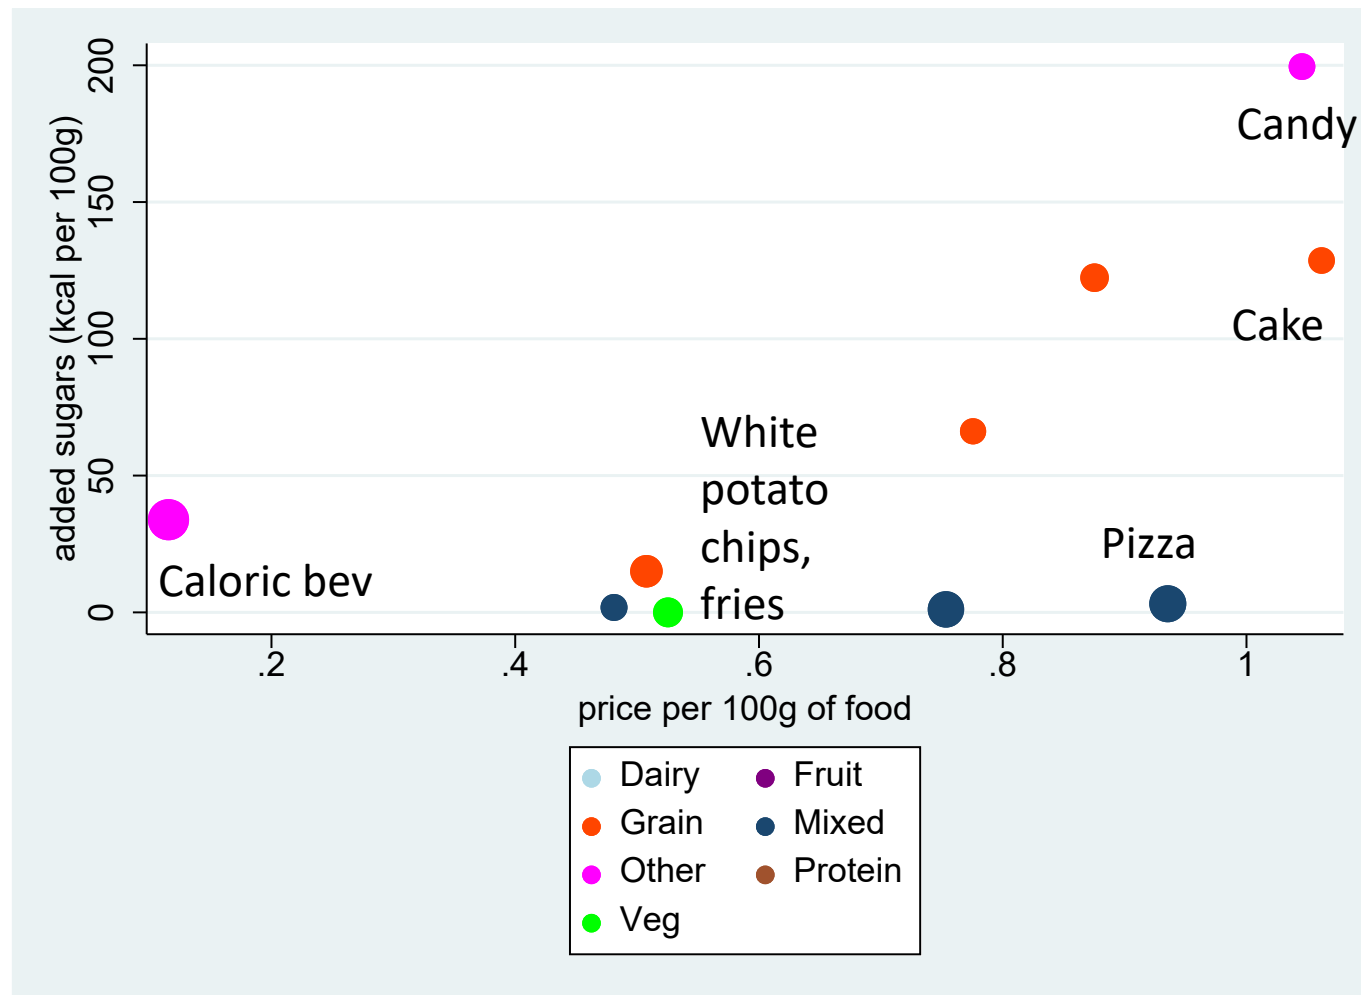 added sugars (kcal per 100g)
200
150
100
50
0
Candy
Cake
White
potato
chips,
fries
Pizza
Caloric bev
.2 .4 .6 .8 1
price per 100g of food
Dairy Fruit
Grain Mixed
Other Protein
Veg